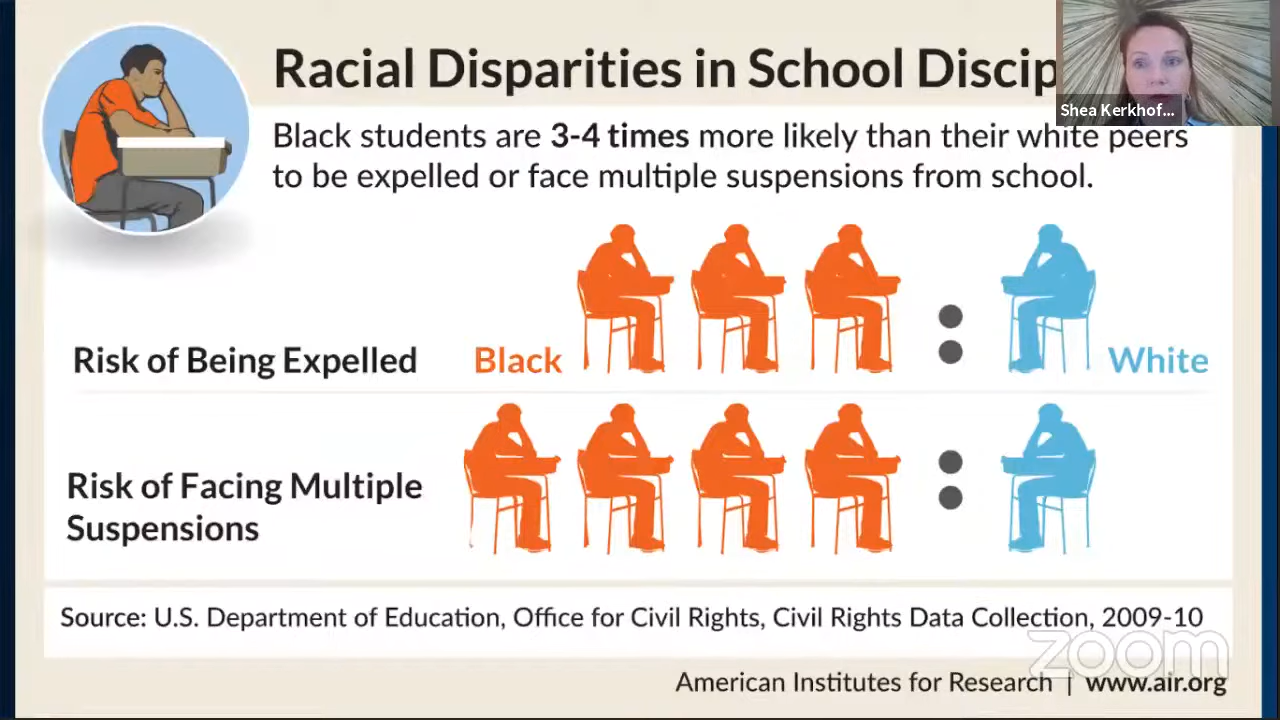 Racial Disparities in School Discip
Shea Kerkhof...
Black students are 3-4 times more likely than their white peers
to be expelled or face multiple suspensions from school.
Risk of Being Expelled
Black
:
White
Risk of Facing Multiple
Suspensions
:
Source: U.S. Department of Education, Office for Civil Rights, Civil Rights Data Collection, 2009-10
zoom
American Institutes for Research | www.air.org